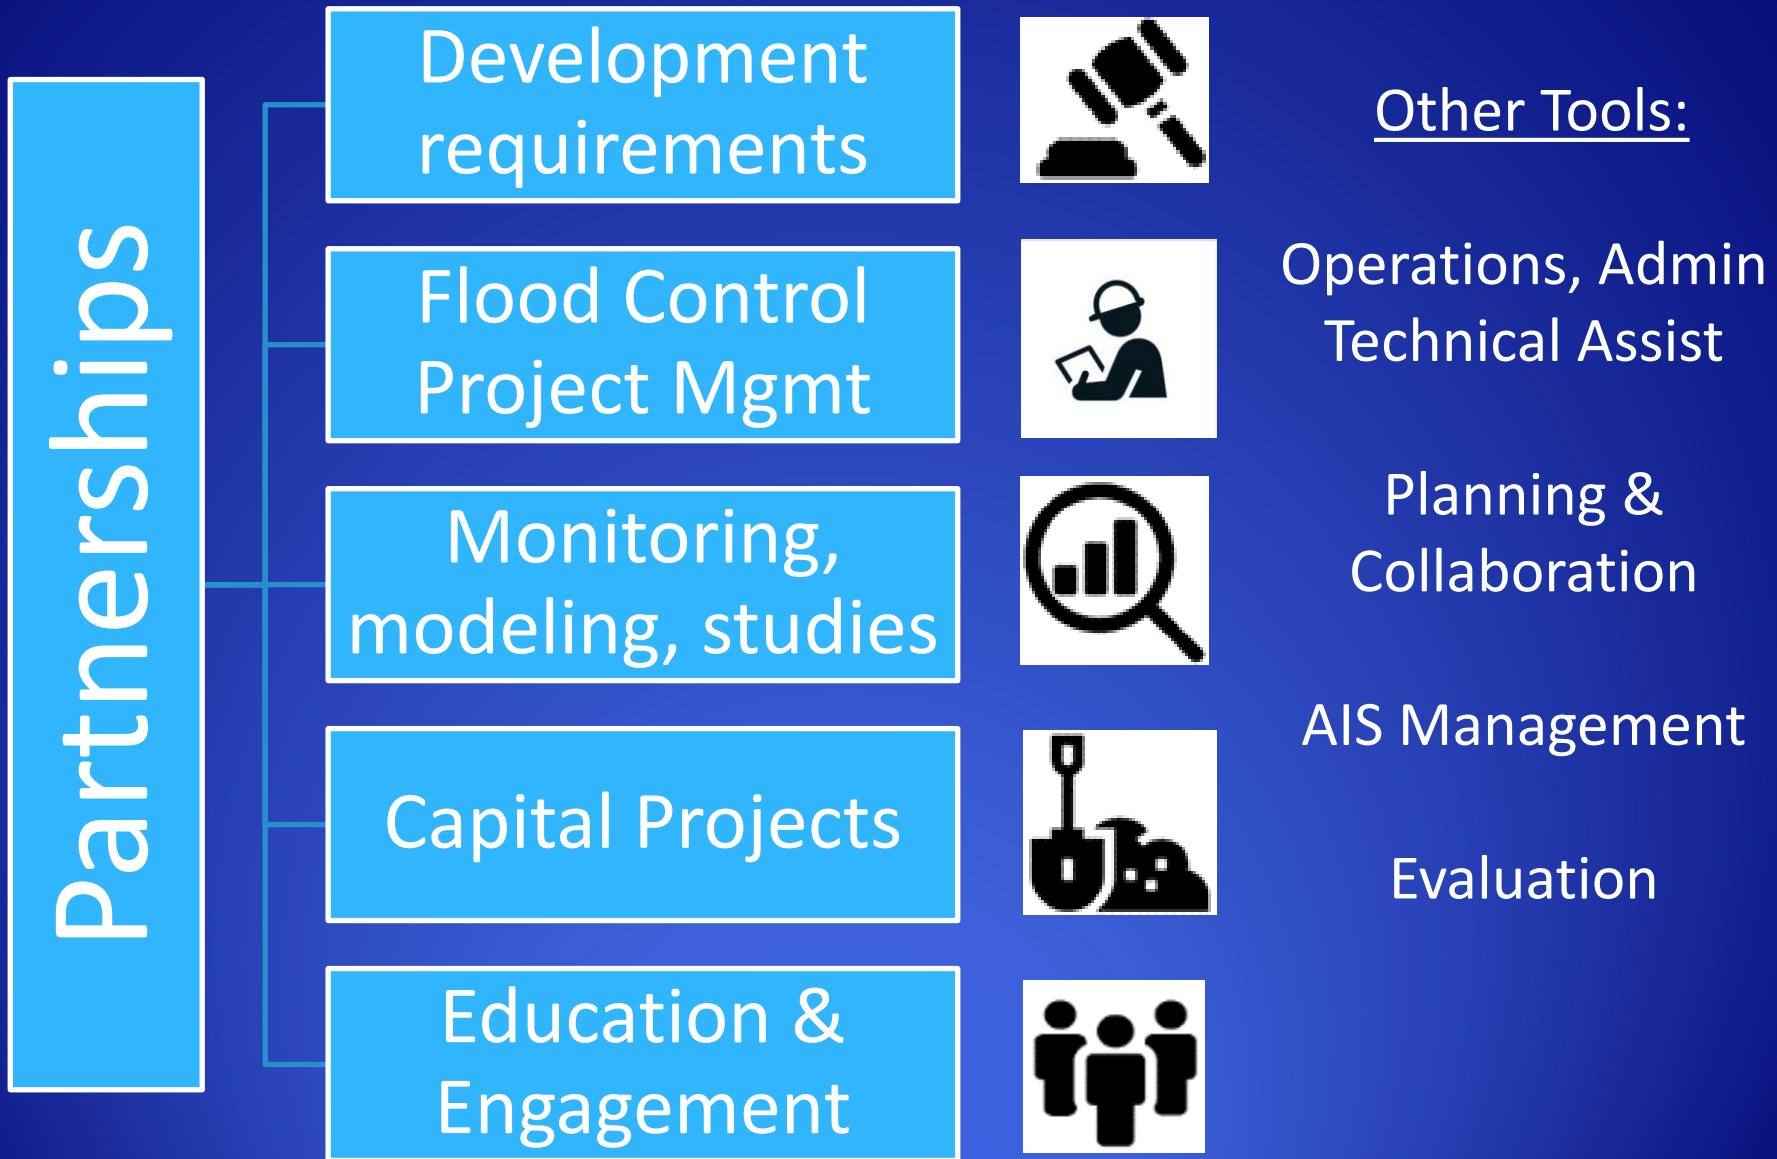 Partnerships
Development
requirements
Flood Control
Project Mgmt
Monitoring,
modeling, studies
Capital Projects
Education &
Engagement
Other Tools:
Operations, Admin
Technical Assist
Planning &
Collaboration
AIS Management
Evaluation